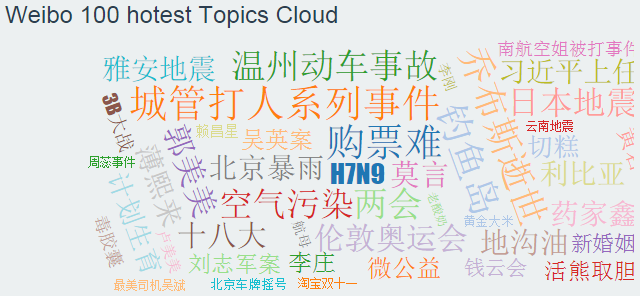 Weibo 100 hotest Topics Cloud
南航空姐被打事件
雅安地震
温州动车事故
李刚
乔布斯逝世
习近平上任
3B大战
城管打人系列事件
日本地震
赖昌星
吴英案
购票难
钓鱼岛
云南地震
郭美美
切糕
周蕊事件
薄熙来
北京暴雨
H7N9
莫言
利比亚
计划生育
空气污染
两会
老酸奶
黄金大米
药家鑫
毒胶囊
卢美美
十八大
航母
伦敦奥运会
地沟油
新婚姻
刘志军案
李庄
微公益
钱云会
活熊取胆
最美司机吴斌
北京车牌摇号
淘宝双十一